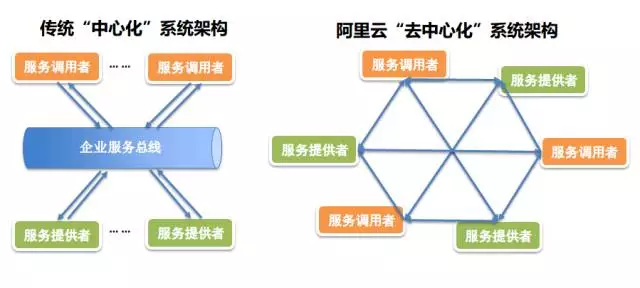 传统“中心化”系统架构
服务调用者 …… 服务调用者
企业服务总线
服务提供者 …… 服务提供者
阿里云“去中心化”系统架构
服务调用者
服务提供者
服务提供者
服务调用者
服务调用者
服务提供者